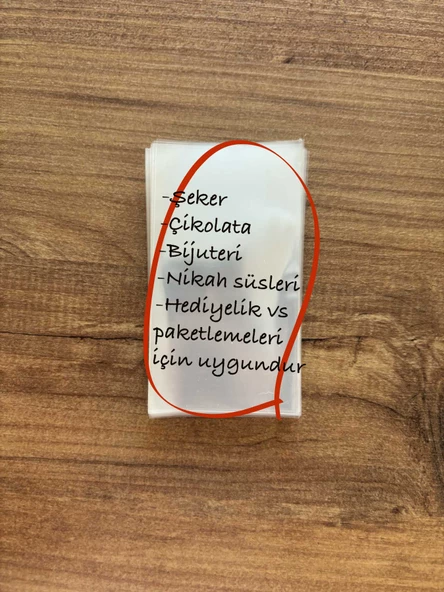 -Şeker
-Çikolata
-Bijuteri
-Nikah süsleri
-Hediyelik vs
paketlemeleri
için uygundur